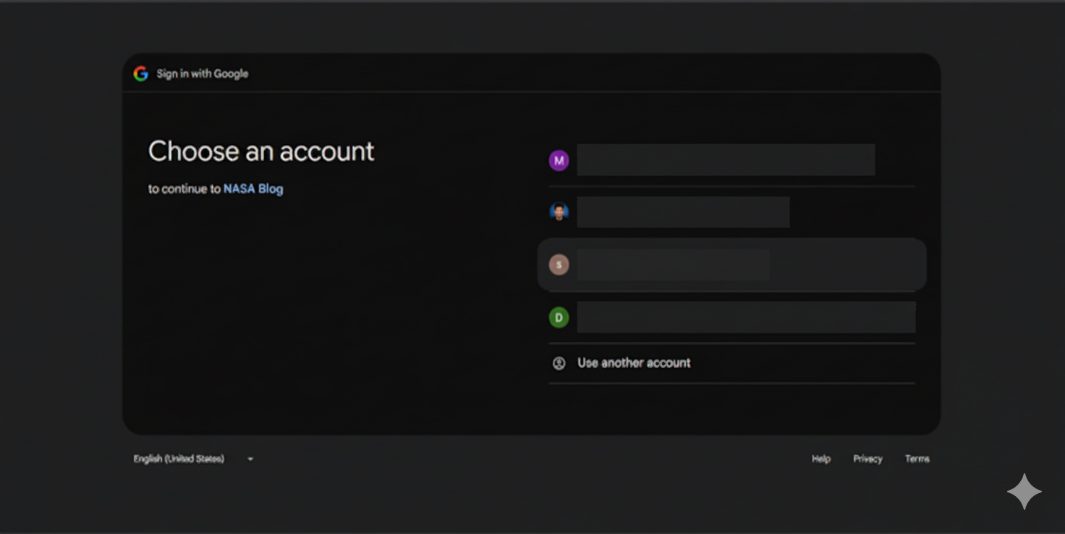 Sign in with Google
Choose an account
to continue to NASA Blog
M
S
D
Use another account
English (United States)
Help Privacy Terms